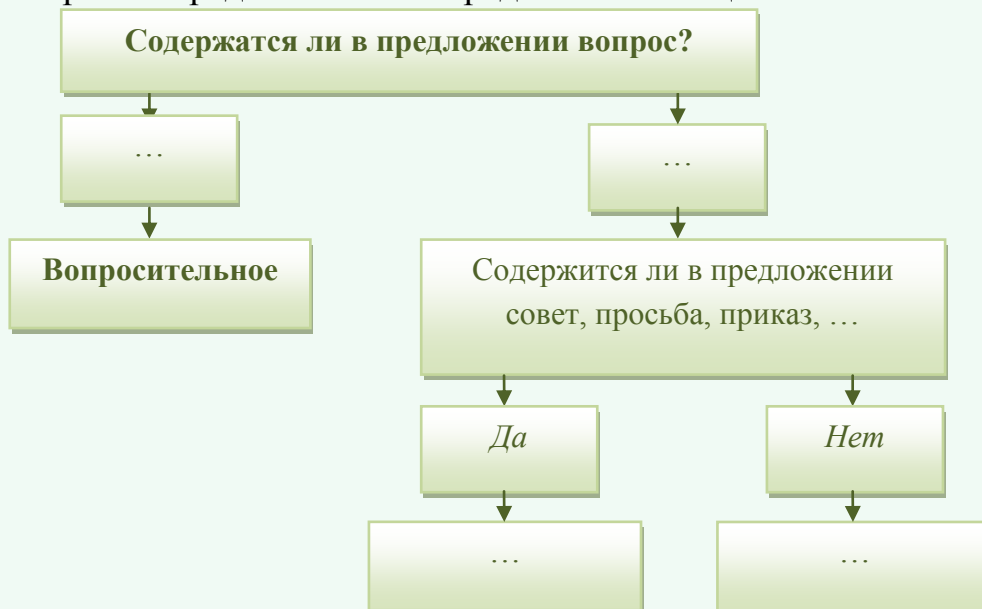 Содержатся ли в предложении вопрос?
…
…
Вопросительное
Содержится ли в предложении
совет, просьба, приказ, …
Да
Нет
…
…